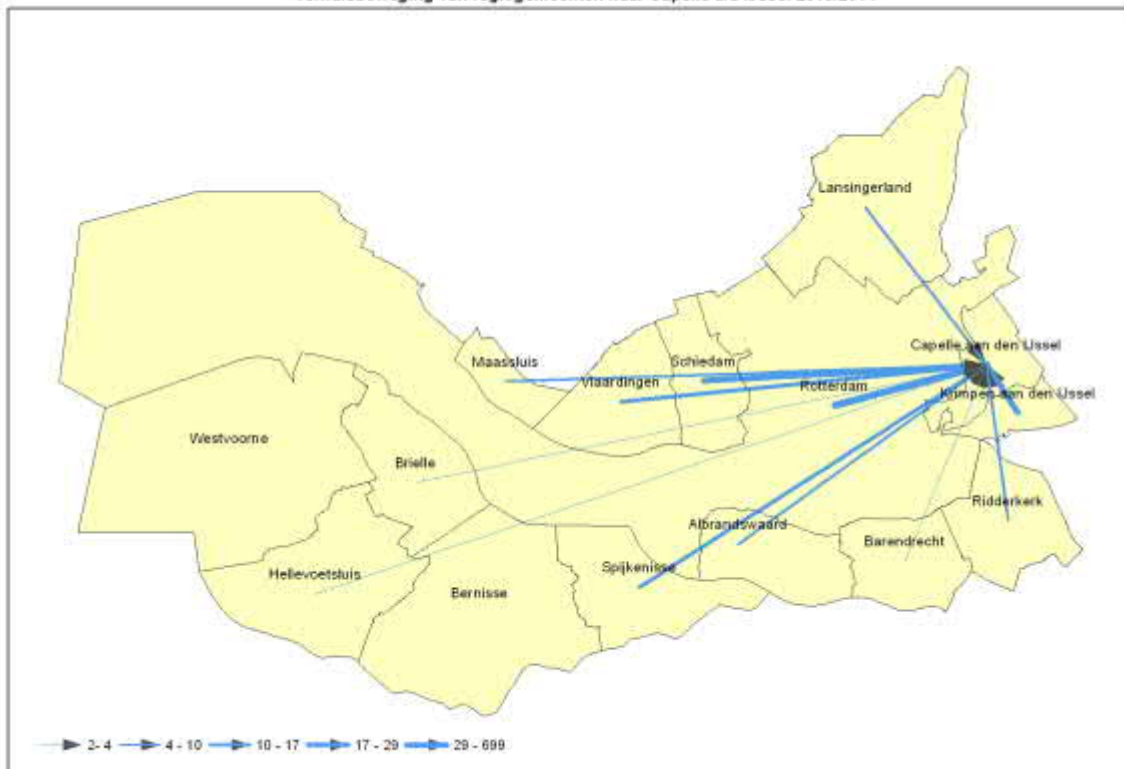 Lansingerland
Capelle aan den IJssel
Maassluis
Schiedam
Vlaardingen
Rotterdam
Krimpen aan den IJssel
Westvoorne
Brielle
Ridderkerk
Albrandswaard
Barendrecht
Hellevoetsluis
Spijkenisse
Bernisse
2- 4 4 - 10 10 - 17 17 - 29 29 - 699